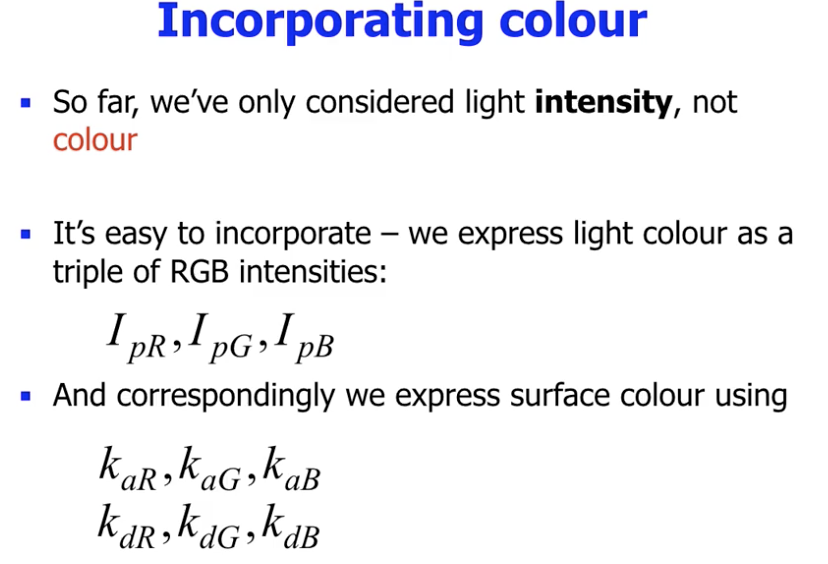 Incorporating colour
▪ So far, we've only considered light intensity, not
colour
▪ It's easy to incorporate – we express light colour as a
triple of RGB intensities:
I_{pR}, I_{pG}, I_{pB}
▪ And correspondingly we express surface colour using
k_{aR}, k_{aG}, k_{aB}
k_{dR}, k_{dG}, k_{dB}